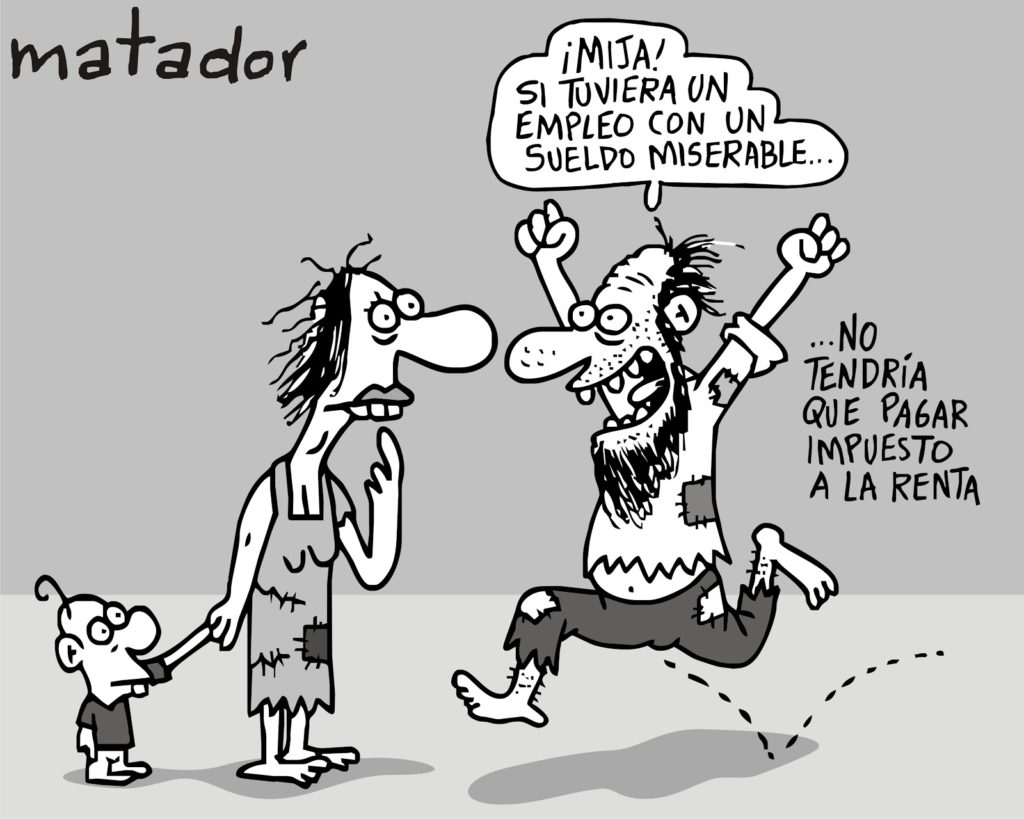 matador
¡MIJA!
SI TUVIERA UN
EMPLEO CON UN
SUELDO MISERABLE...
...NO
TENDRÍA
QUE PAGAR
IMPUESTO
A LA RENTA